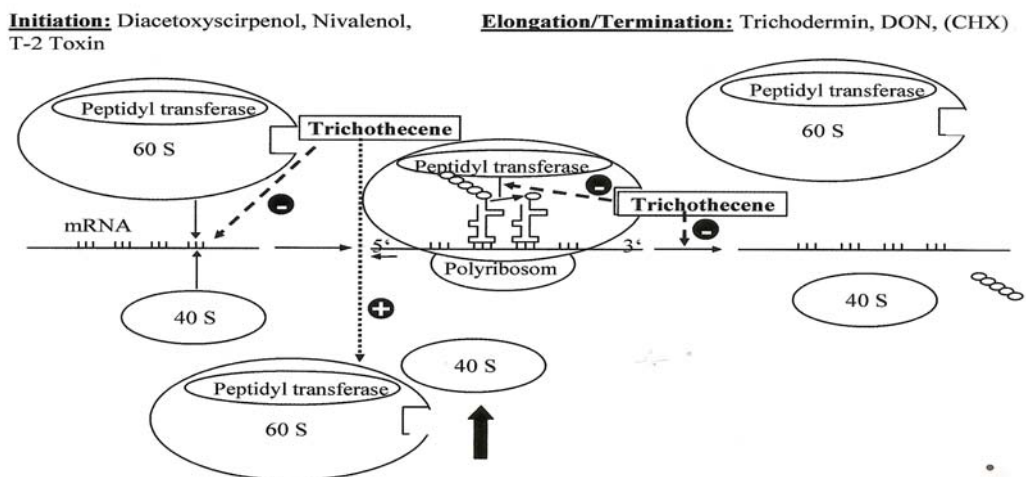 Initiation: Diacetoxyscirpenol, Nivalenol,
T-2 Toxin
Elongation/Termination: Trichodermin, DON, (CHX)
Peptidyl transferase
60 S
Trichothecene
-
mRNA
40 S
+
Peptidyl transferase
60 S
40 S
Peptidyl transferase
-
Trichothecene
-
5'
3'
Polyribosom
Peptidyl transferase
60 S
40 S